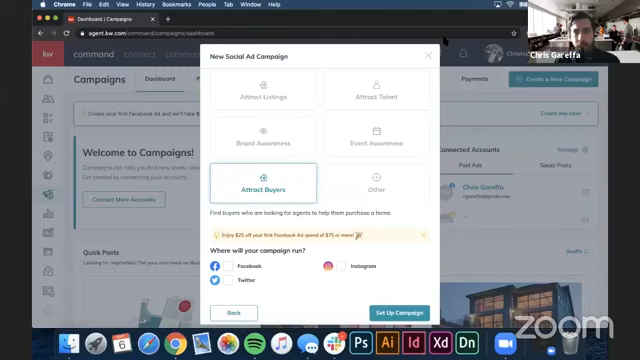 Chrome File Edit View History Bookmarks People Tab Window Help
Dashboard | Campaigns
agent.kw.com/command/campaigns/dashboard
Chris Gareffa
kw command
Campaigns
Dashboard
Payments
Create a New Campaign
Create your first Facebook Ad and we'll take $
Create one now!
Welcome to Campaigns!
Campaigns can help you find new leads,
Get started by connecting your accounts.
Connect More Accounts
Connected Accounts
Manage
Paid Ads
Social Posts
Chris Gareffa
cgareffa@gmail.com
Quick Posts
Looking for inspiration? Put your own twist on
Shuffle
New Social Ad Campaign
Attract Listings
Attract Talent
Brand Awareness
Event Awareness
Attract Buyers
Other
Find buyers who are looking for agents to help them purchase a home.
Enjoy $25 off your first Facebook Ad spend of $75 or more!
Where will your campaign run?
Facebook
Instagram
Twitter
Back
Set Up Campaign
6
Ps Ai Id Xd Dn
zoom